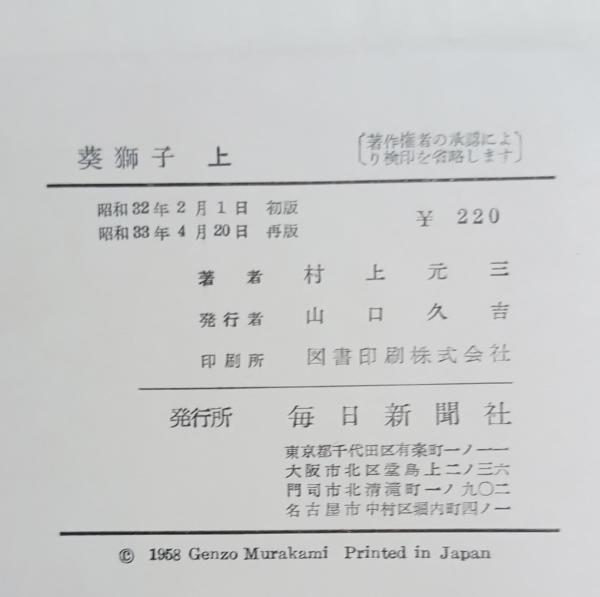 葵獅子 上
〔著作権者の承認によ
り検印を省略します〕
昭和32年2月1日 初版
昭和33年4月20日 再版
¥ 220
著者 村上元三
発行者 山口久吉
印刷所 図書印刷株式会社
発行所 毎日新聞社
東京都千代田区有楽町一ノ一一
大阪市北区堂島上二ノ三六
門司市北清滝町一ノ九〇二
名古屋市中村区堀内町四ノ一
© 1958 Genzo Murakami Printed in Japan